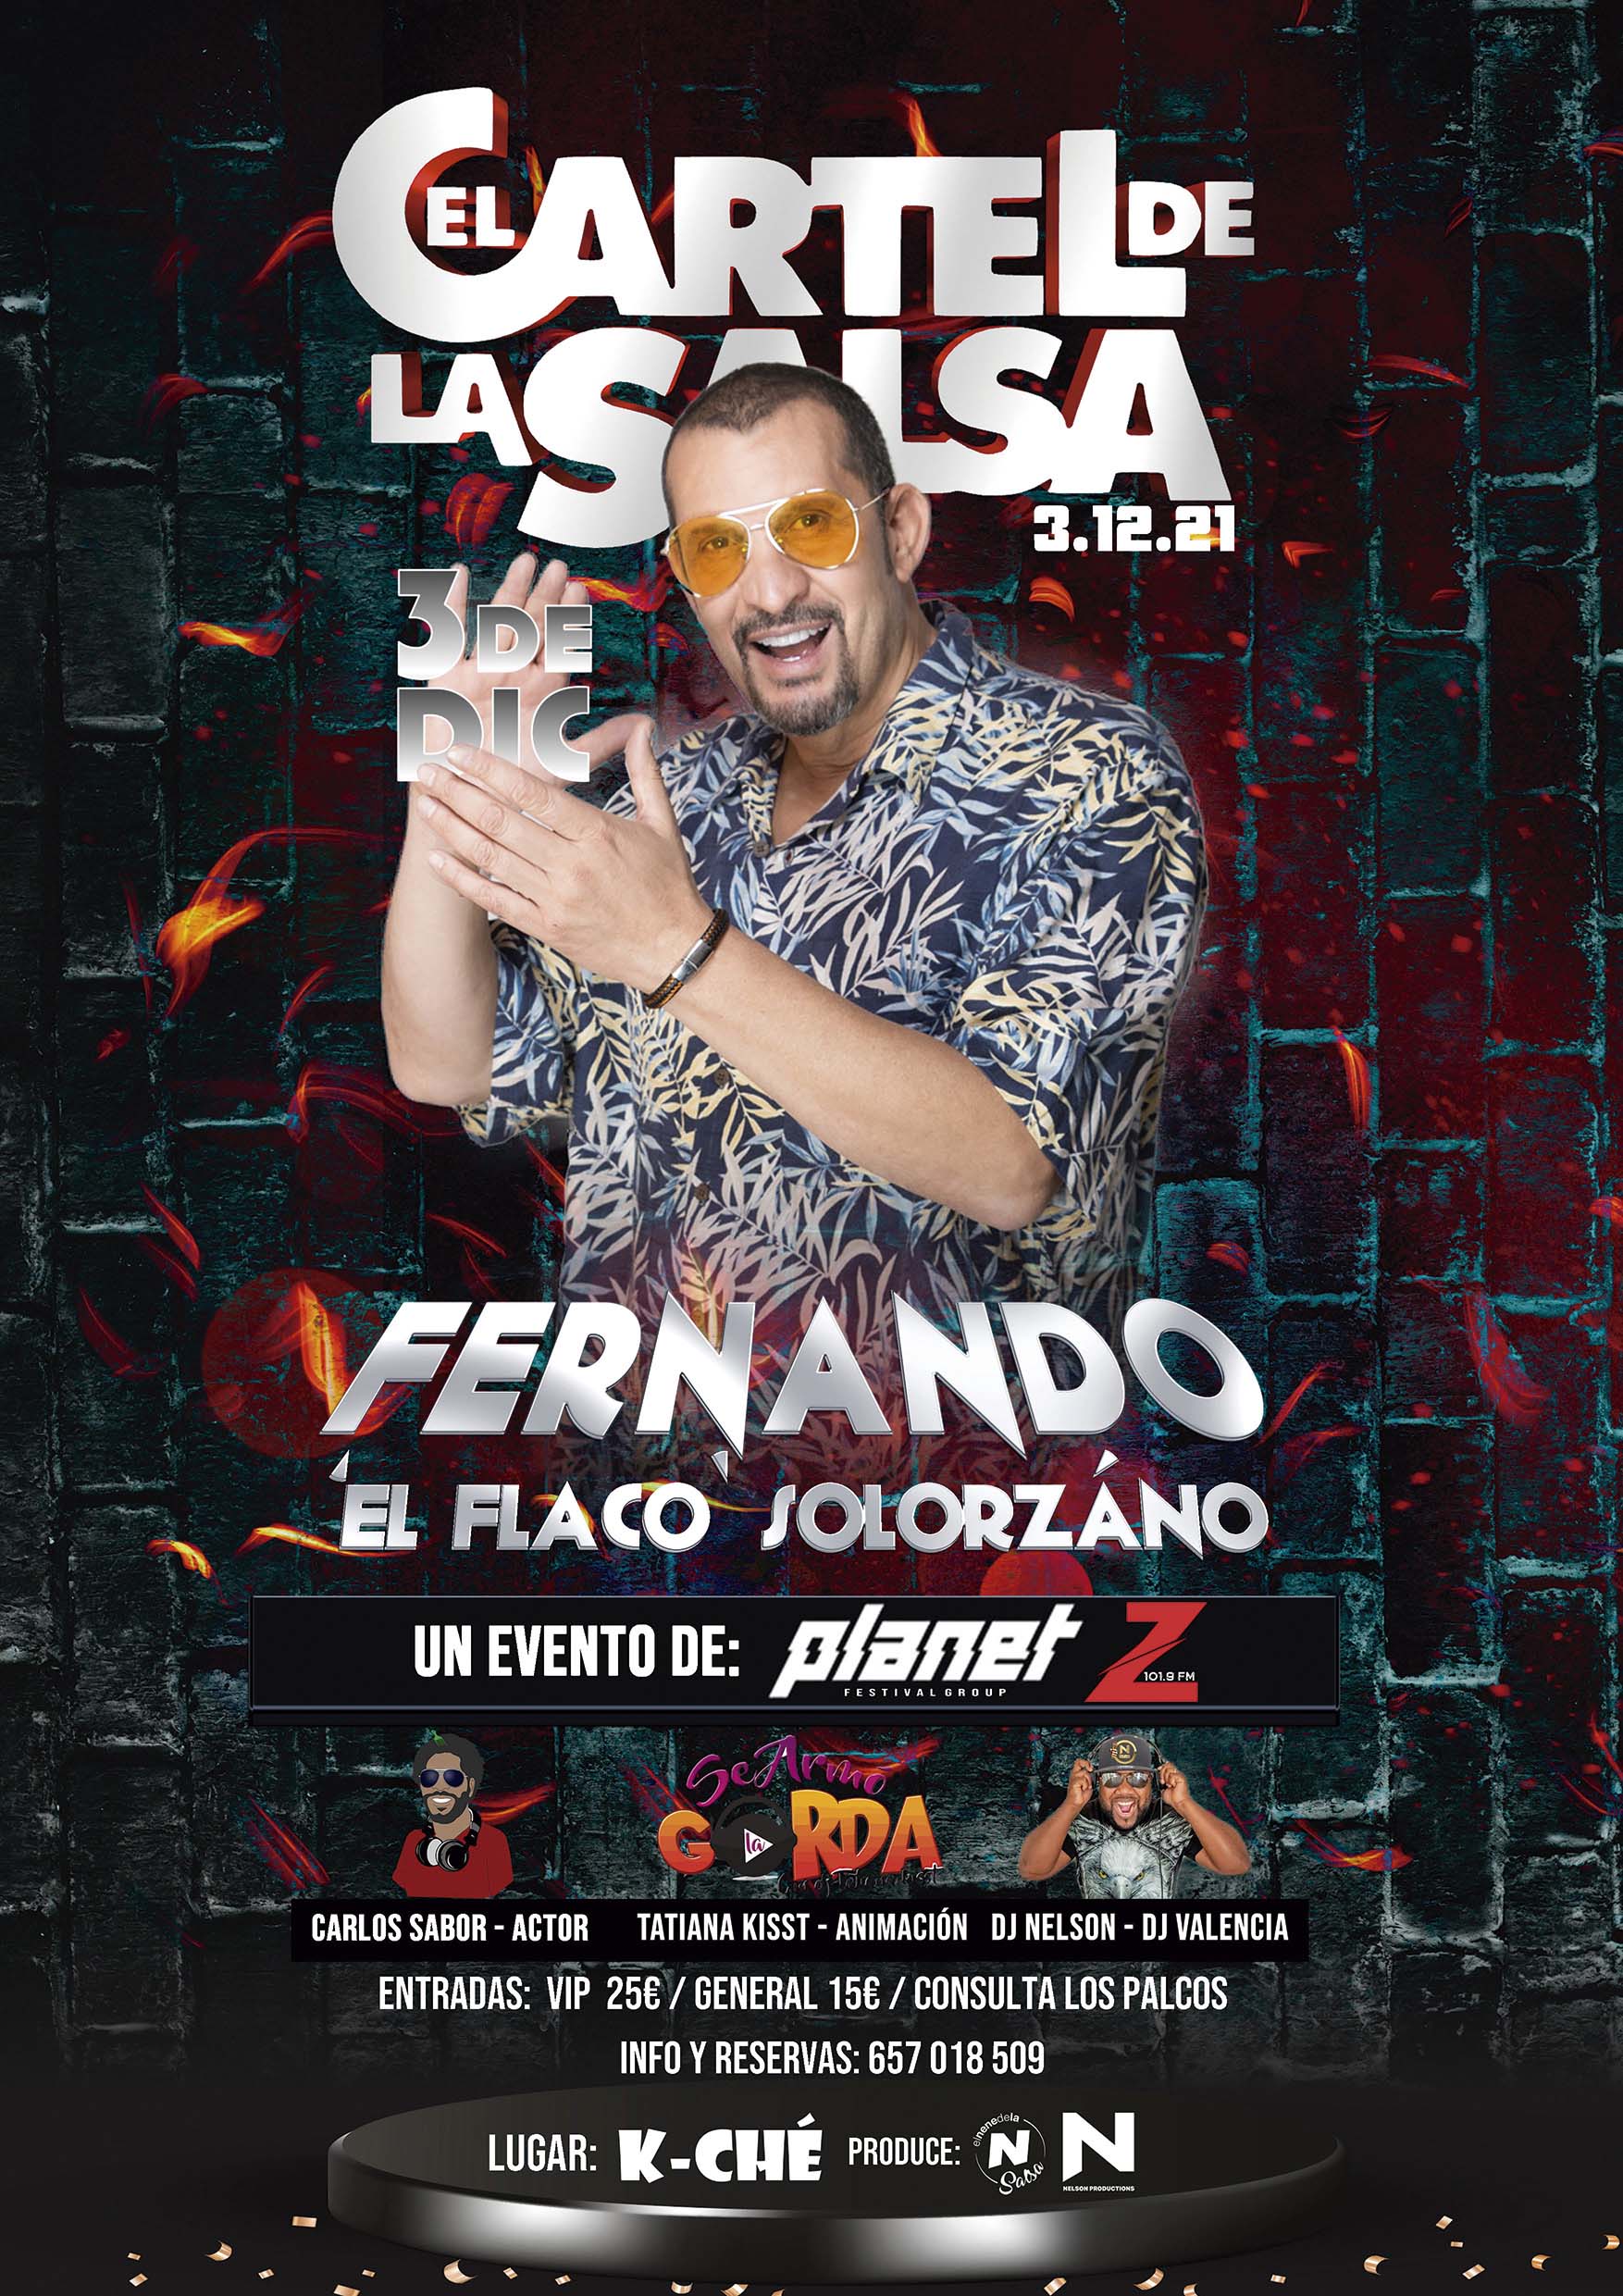 EL CARTEL DE
LA SALSA
3.12.21
3 DE
DIC
FERNANDO
'EL FLACO' SOLORZÁNO
UN EVENTO DE: planet FESTIVAL GROUP Z 101.9 FM
Se Armo
la GORDA
CARLOS SABOR - ACTOR TATIANA KISST - ANIMACIÓN DJ NELSON - DJ VALENCIA
ENTRADAS: VIP 25€ / GENERAL 15€ / CONSULTA LOS PALCOS
INFO Y RESERVAS: 657 018 509
LUGAR: K-CHÉ PRODUCE: elnenedela N Salsa N NELSON PRODUCTIONS